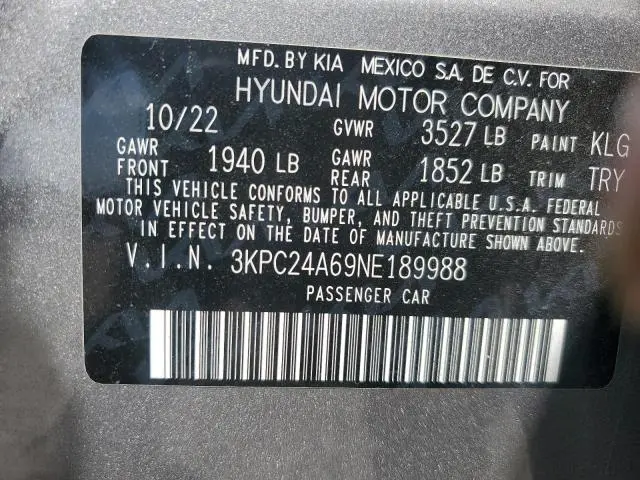 MFD. BY KIA MEXICO S.A. DE C.V. FOR
HYUNDAI MOTOR COMPANY
10/22 GVWR 3527 LB PAINT KLG
GAWR FRONT 1940 LB GAWR REAR 1852 LB TRIM TRY
THIS VEHICLE CONFORMS TO ALL APPLICABLE U.S.A. FEDERAL
MOTOR VEHICLE SAFETY, BUMPER, AND THEFT PREVENTION STANDARDS
IN EFFECT ON THE DATE OF MANUFACTURE SHOWN ABOVE
V.I.N. 3KPC24A69NE189988
PASSENGER CAR